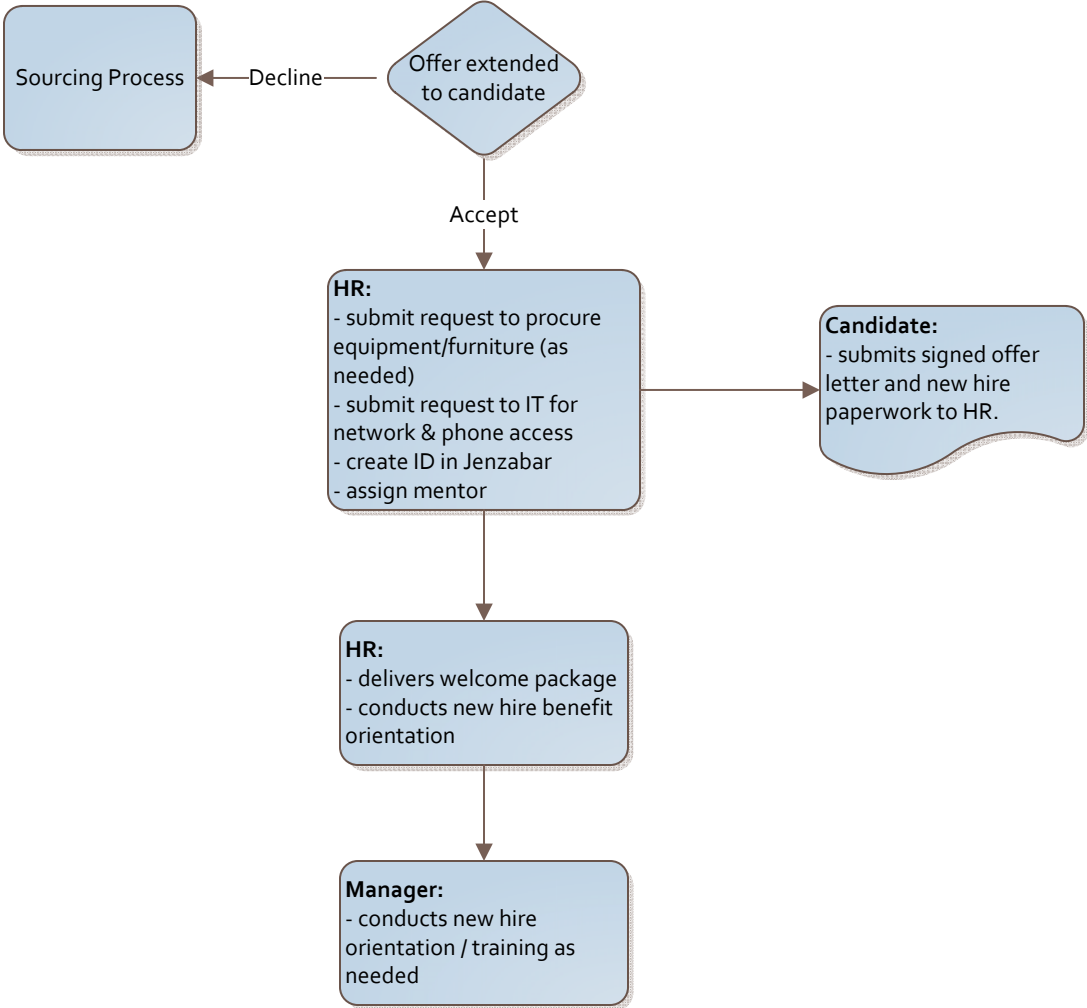 Sourcing Process
Decline
Offer extended
to candidate
Accept
HR:
- submit request to procure
equipment/furniture (as
needed)
- submit request to IT for
network & phone access
- create ID in Jenzabar
- assign mentor
Candidate:
- submits signed offer
letter and new hire
paperwork to HR.
HR:
- delivers welcome package
- conducts new hire benefit
orientation
Manager:
- conducts new hire
orientation / training as
needed